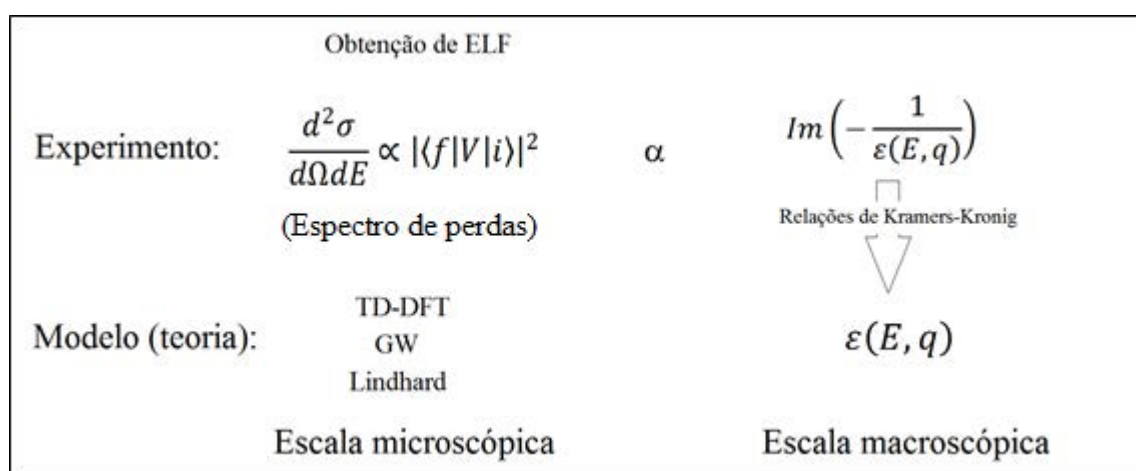 Obtenção de ELF
Experimento: d²σ/dΩdE ∝ |⟨f|V|i⟩|² α Im(−1/ε(E,q))
(Espectro de perdas)
Relações de Kramers-Kronig
Modelo (teoria): TD-DFT
GW
Lindhard
ε(E,q)
Escala microscópica Escala macroscópica